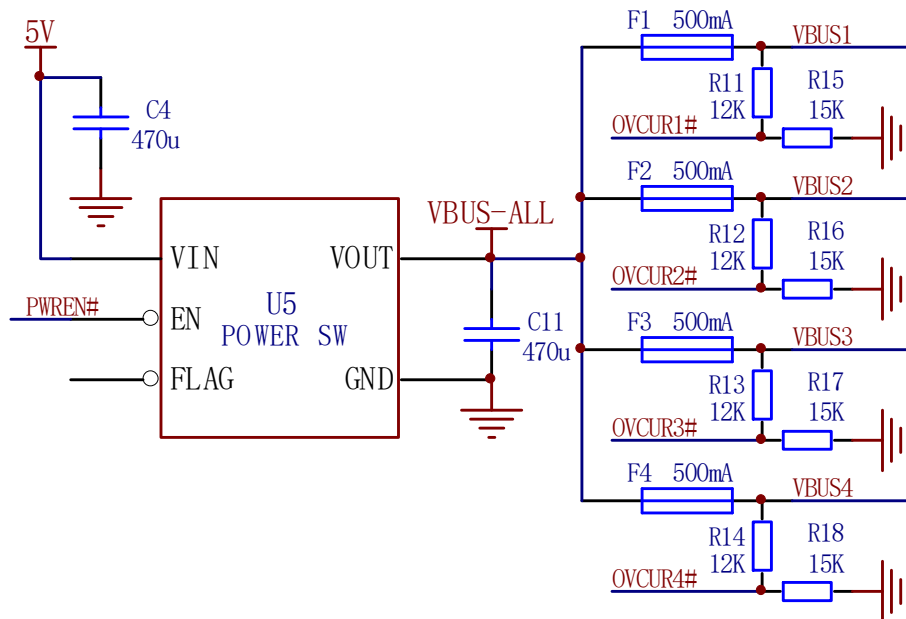 5V
C4
470u
VIN
VOUT
PWREN#
EN
U5
POWER SW
FLAG
GND
VBUS-ALL
C11
470u
F1 500mA
VBUS1
R11
12K
R15
15K
OVCUR1#
F2 500mA
VBUS2
R12
12K
R16
15K
OVCUR2#
F3 500mA
VBUS3
R13
12K
R17
15K
OVCUR3#
F4 500mA
VBUS4
R14
12K
R18
15K
OVCUR4#